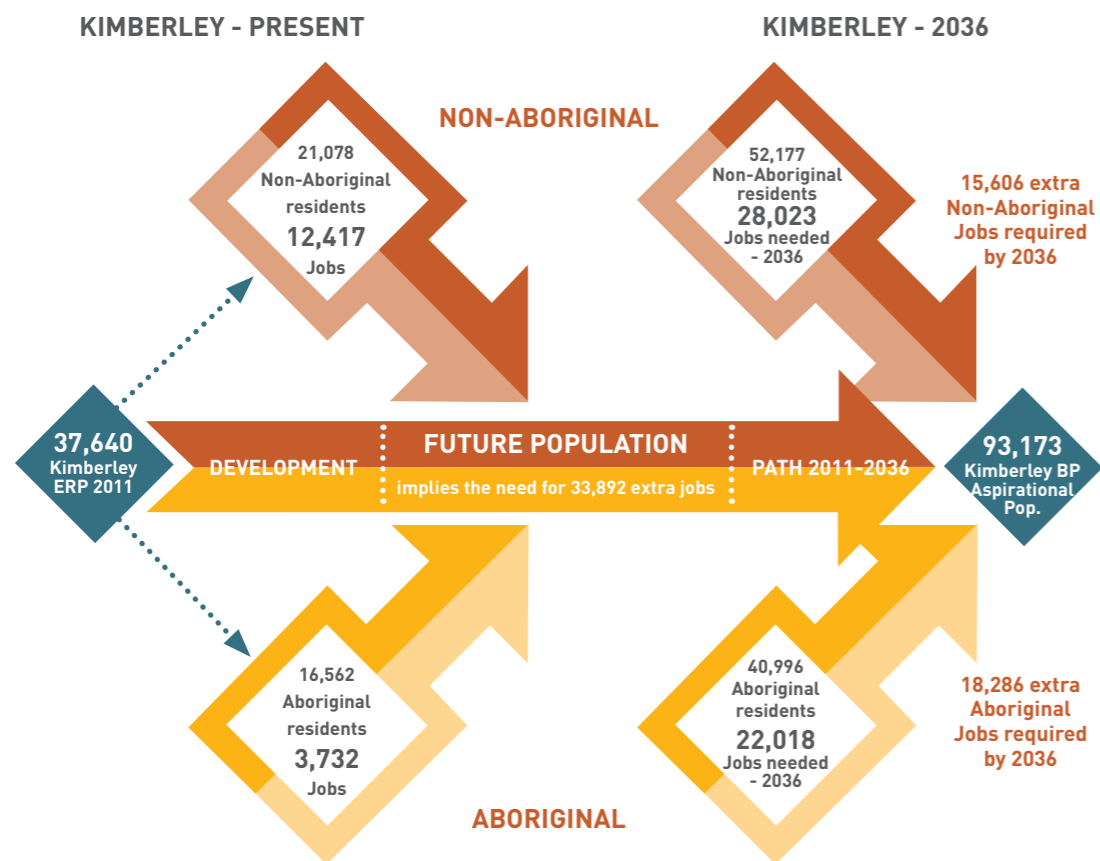 KIMBERLEY - PRESENT
KIMBERLEY - 2036
NON-ABORIGINAL
21,078
Non-Aboriginal
residents
12,417
Jobs
52,177
Non-Aboriginal
residents
28,023
Jobs needed
- 2036
15,606 extra
Non-Aboriginal
Jobs required
by 2036
37,640
Kimberley
ERP 2011
DEVELOPMENT
FUTURE POPULATION
implies the need for 33,892 extra jobs
PATH 2011-2036
93,173
Kimberley BP
Aspirational
Pop.
16,562
Aboriginal
residents
3,732
Jobs
40,996
Aboriginal
residents
22,018
Jobs needed
- 2036
18,286 extra
Aboriginal
Jobs required
by 2036
ABORIGINAL